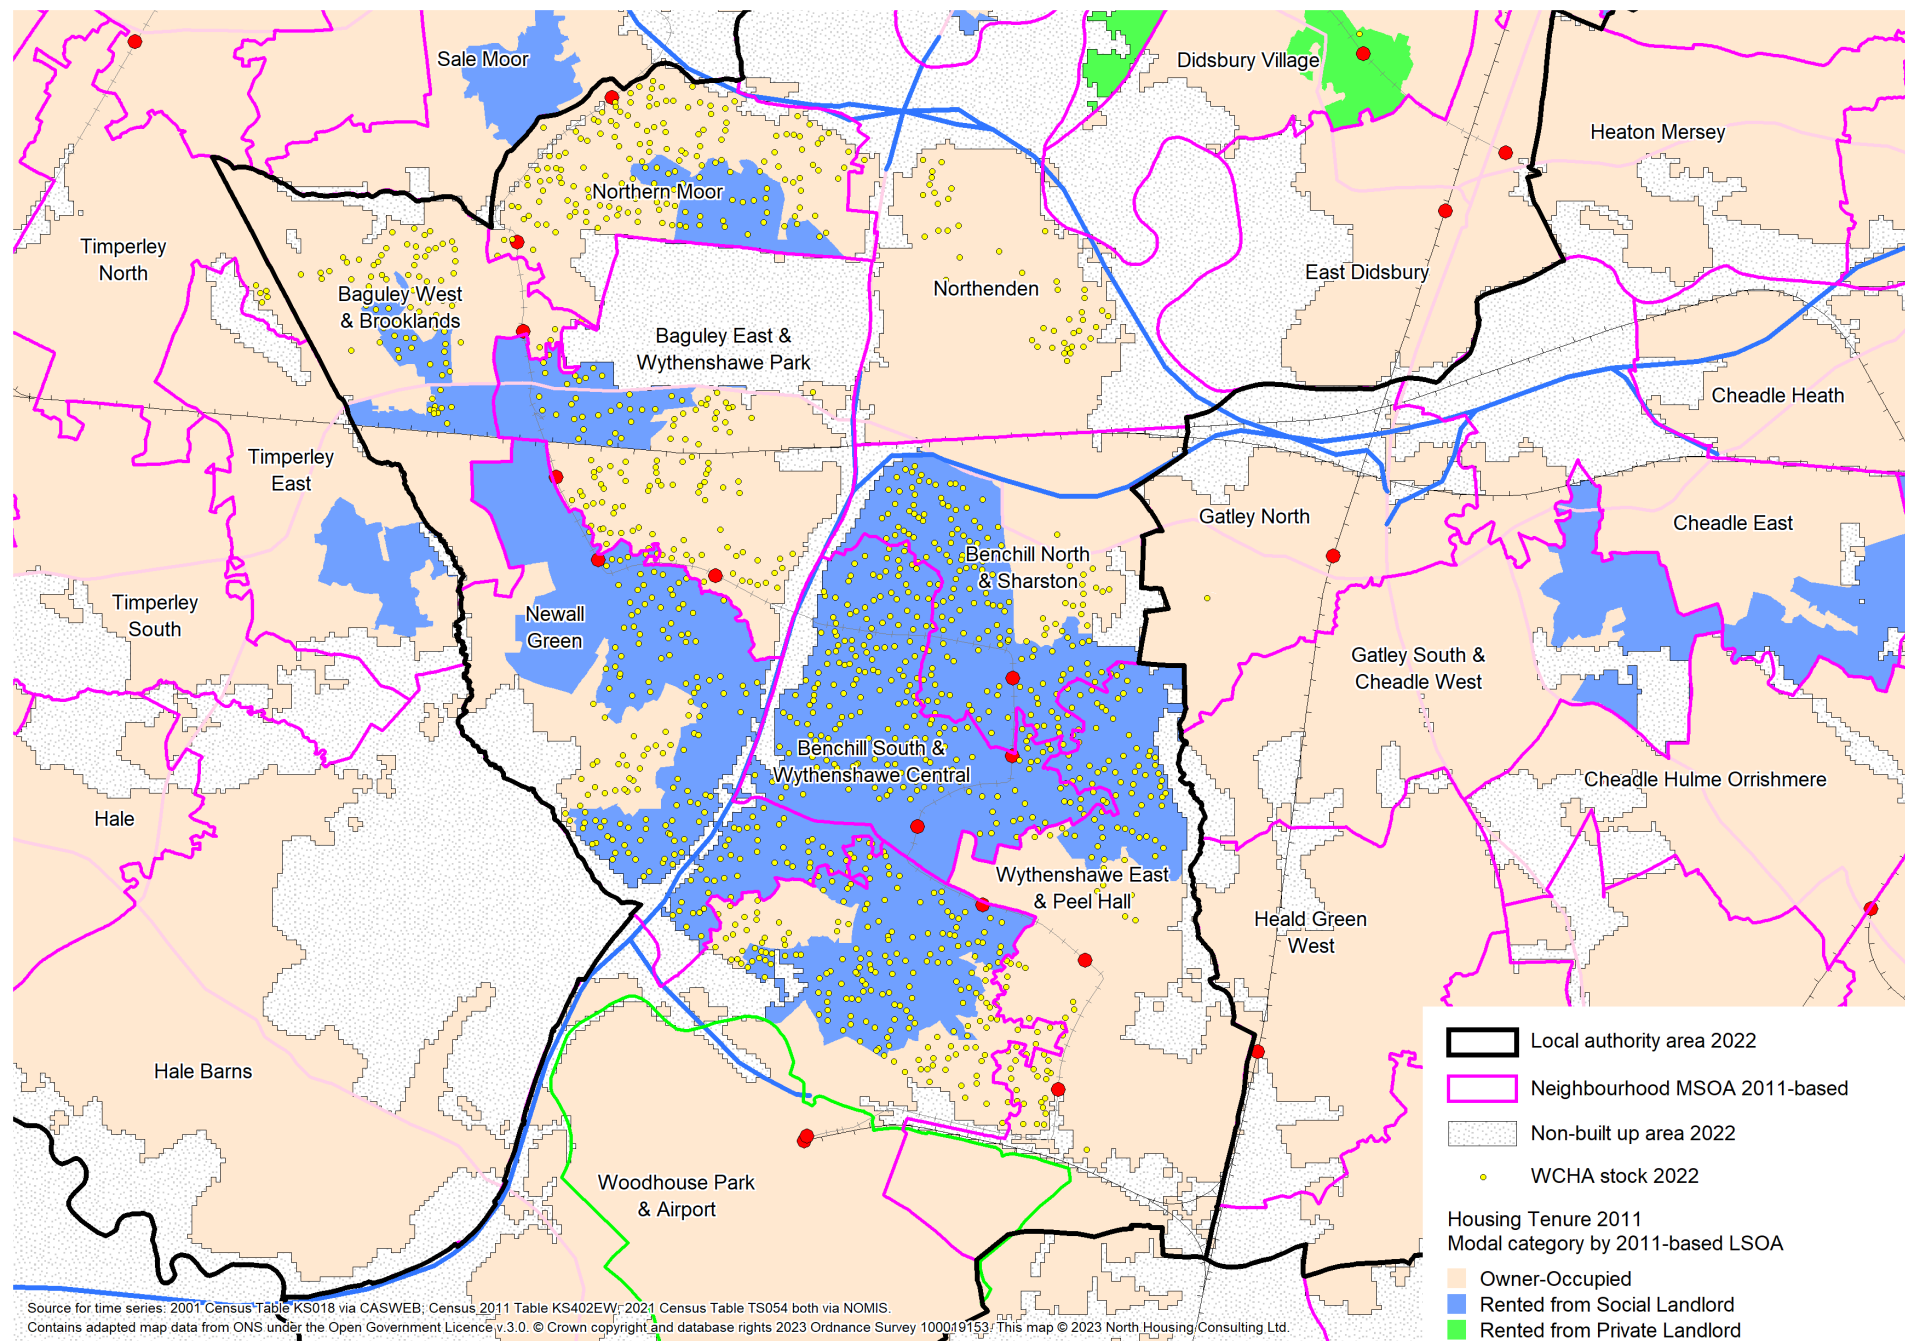 Sale Moor
Didsbury Village
Heaton Mersey
Northern Moor
Timperley
North
East Didsbury
Baguley West
& Brooklands
Northenden
Baguley East &
Wythenshawe Park
Cheadle Heath
Timperley
East
Gatley North
Cheadle East
Benchill North
& Sharston
Timperley
South
Newall
Green
Gatley South &
Cheadle West
Benchill South &
Wythenshawe Central
Cheadle Hulme Orrishmere
Hale
Wythenshawe East
& Peel Hall
Heald Green
West
Hale Barns
Woodhouse Park
& Airport
Local authority area 2022
Neighbourhood MSOA 2011-based
Non-built up area 2022
WCHA stock 2022
Housing Tenure 2011
Modal category by 2011-based LSOA
Owner-Occupied
Rented from Social Landlord
Rented from Private Landlord
Source for time series: 2001 Census Table KS018 via CASWEB; Census 2011 Table KS402EW; 2021 Census Table TS054 both via NOMIS.
Contains adapted map data from ONS under the Open Government Licence v.3.0. © Crown copyright and database rights 2023 Ordnance Survey 100019153. This map © 2023 North Housing Consulting Ltd.